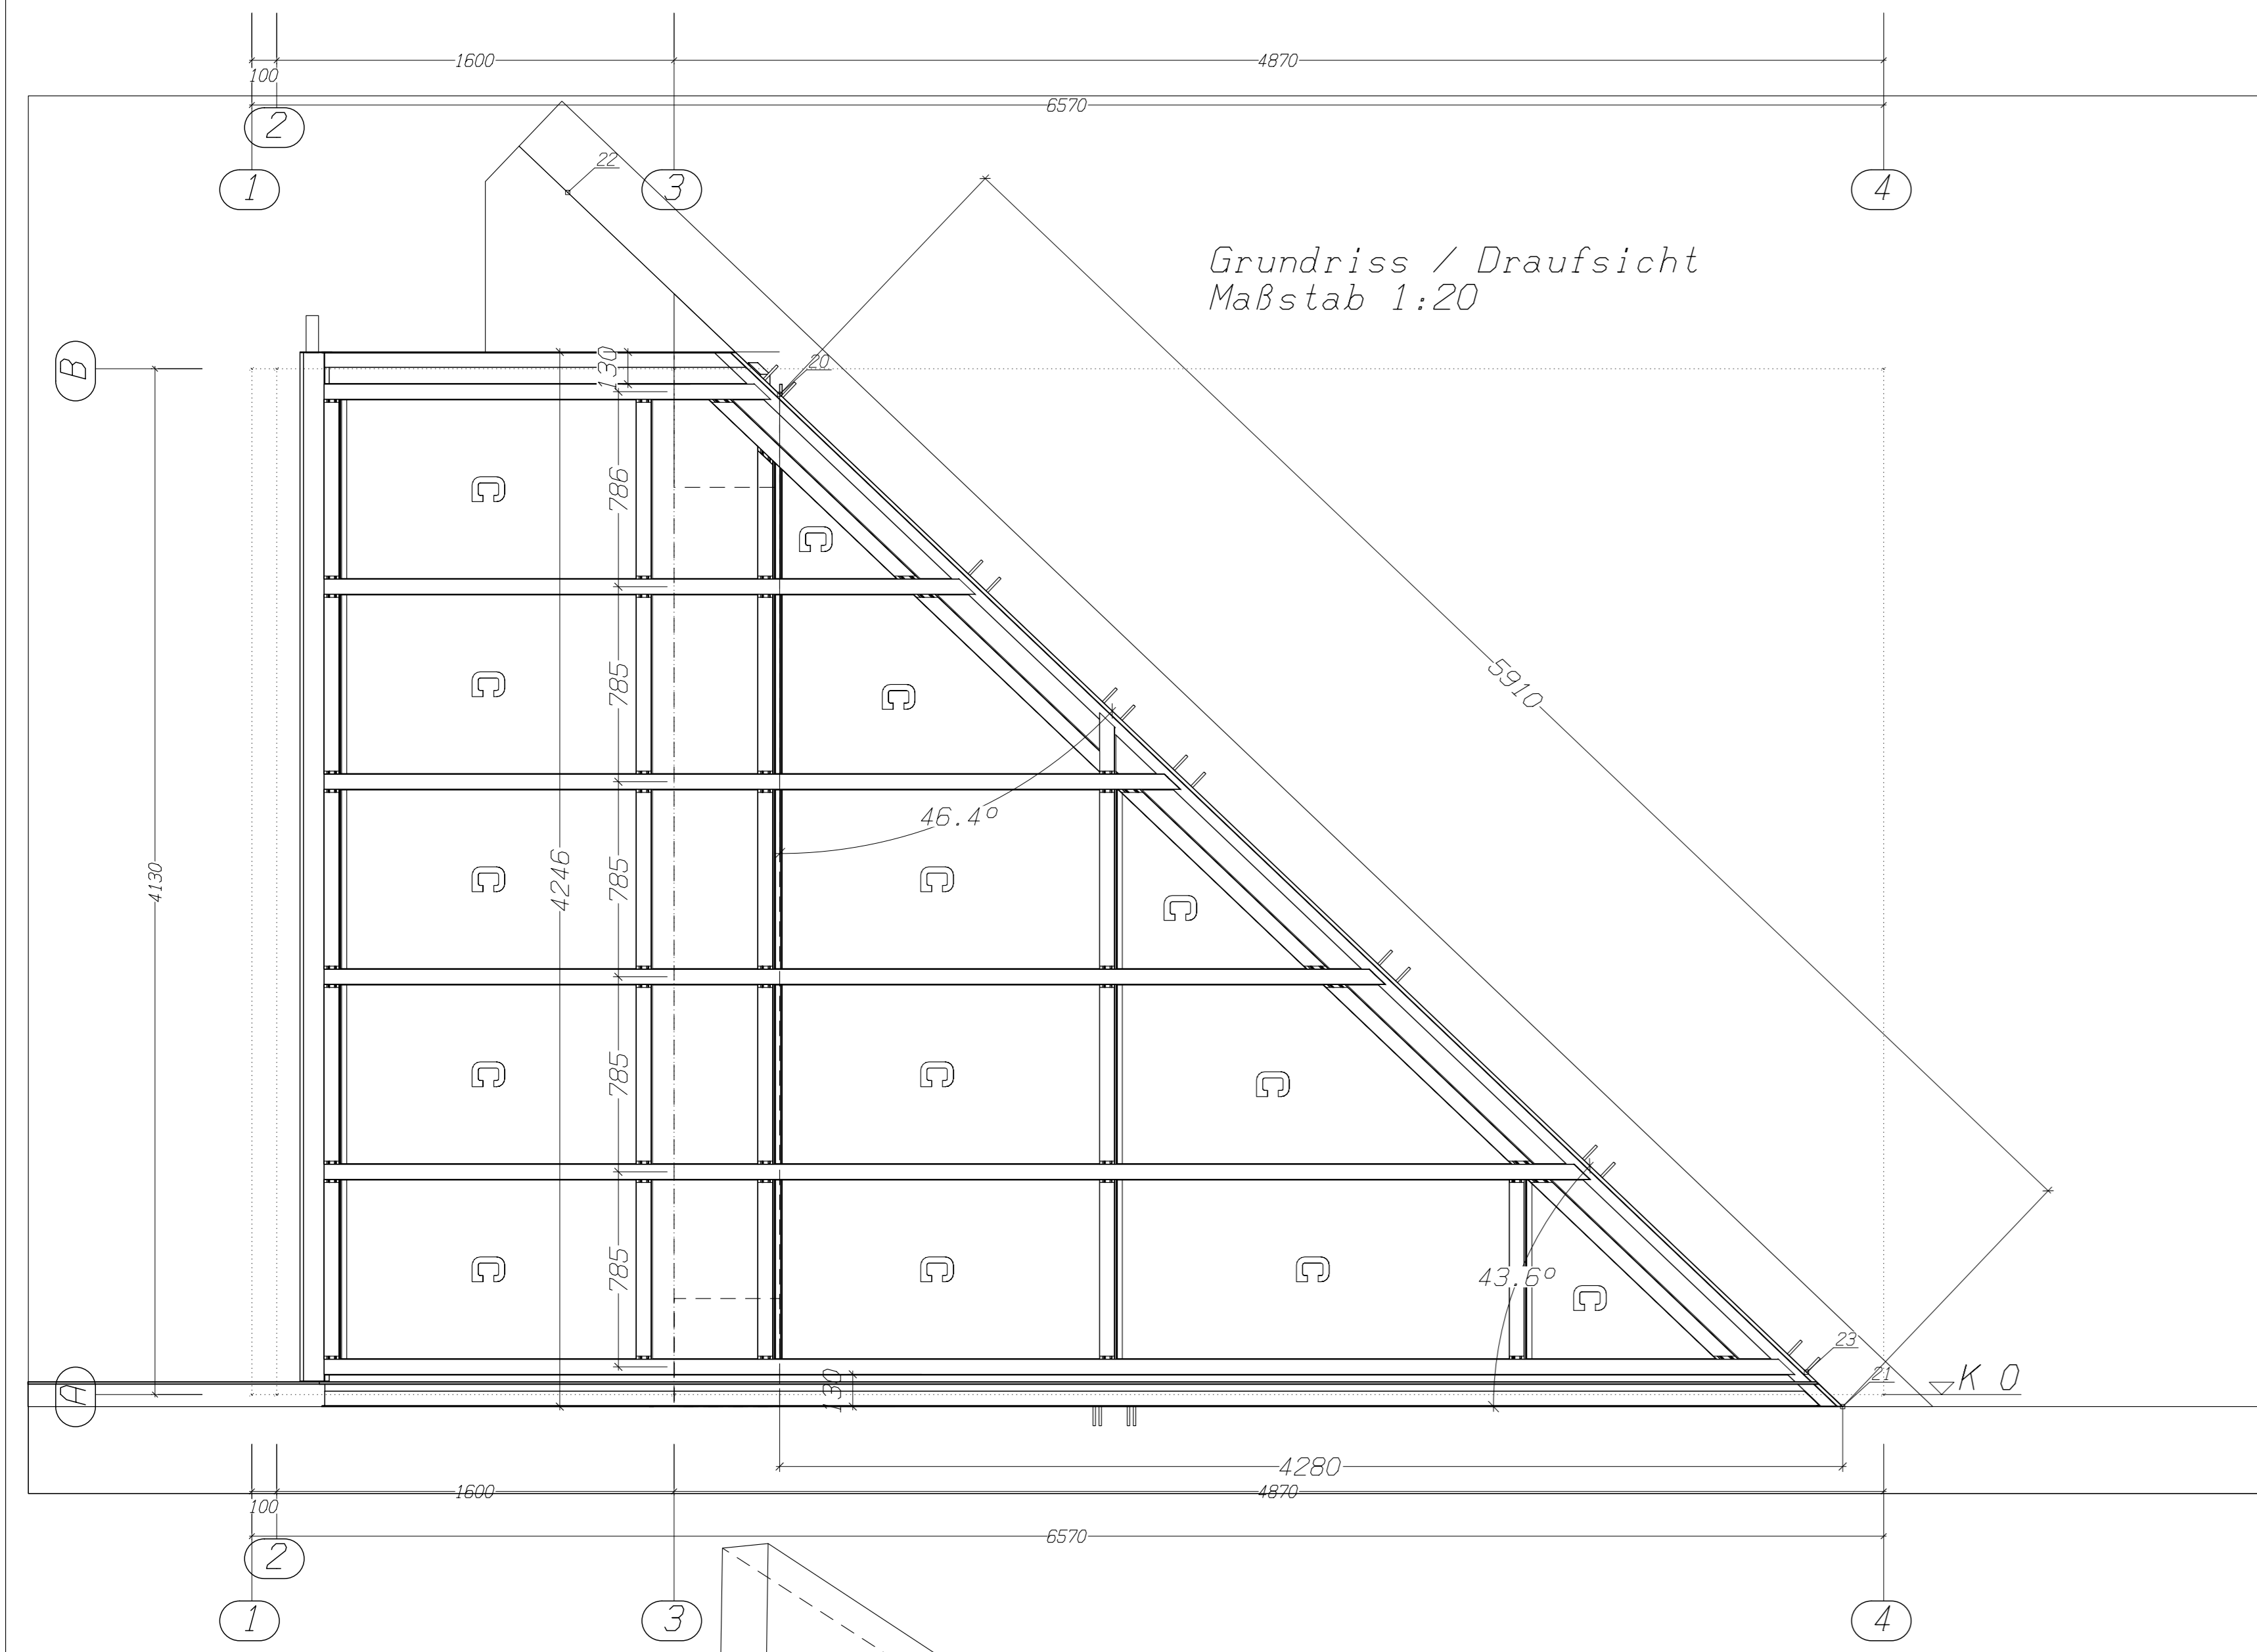 1600
4870
100
6570
2
22
1
3
4
Grundriss / Draufsicht
Maßstab 1:20
B
130
20
786
C
C
5910
785
C
C
46.4°
4130
4246
785
C
C
C
785
C
C
C
785
C
C
C
43.6°
C
23
A
130
21
K 0
4280
1600
4870
100
6570
2
1
3
4